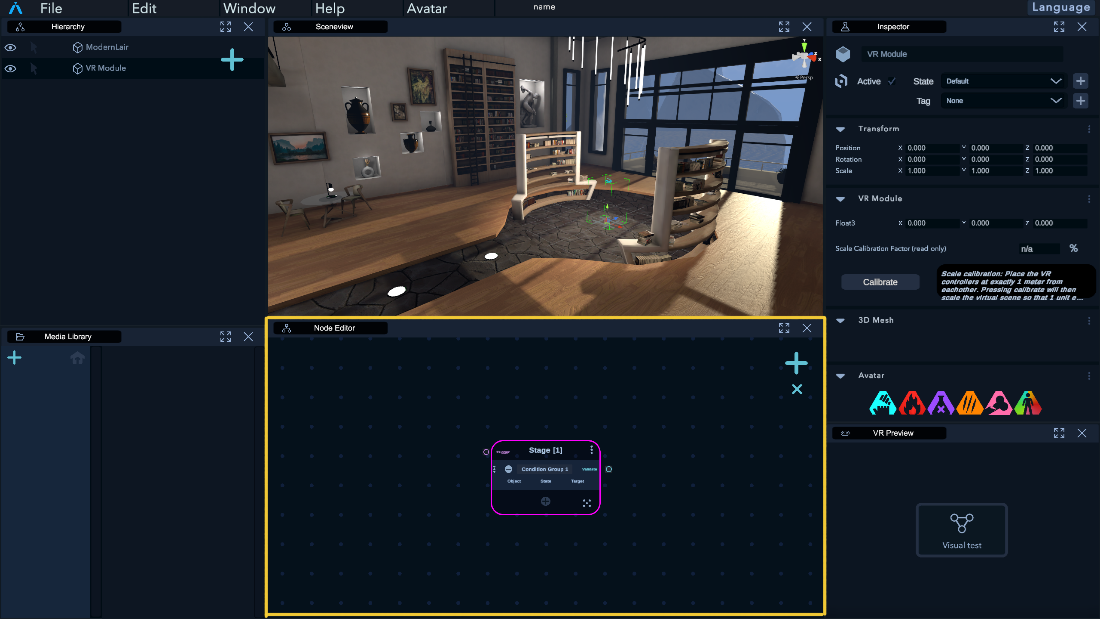 File Edit Window Help Avatar name Language
Hierarchy
ModernLair
VR Module
Sceneview
Persp
Media Library
Node Editor
Stage [1]
Condition Group 1
Object State Target
Inspector
VR Module
Active State Default
Tag None
Transform
Position X 0.000 Y 0.000 Z 0.000
Rotation X 0.000 Y 0.000 Z 0.000
Scale X 1.000 Y 1.000 Z 1.000
VR Module
Float3 X 0.000 Y 0.000 Z 0.000
Scale Calibration Factor (read only) n/a %
Calibrate
Scale calibration: Place the VR
controllers at exactly 1 meter from
eachother. Pressing calibrate will then
scale the virtual scene so that 1 unit e...
3D Mesh
Avatar
VR Preview
Visual test